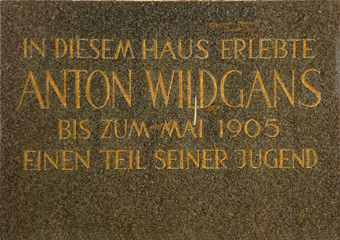 IN DIESEM HAUS ERLEBTE
ANTON WILDGANS
BIS ZUM MAI 1905
EINEN TEIL SEINER JUGEND